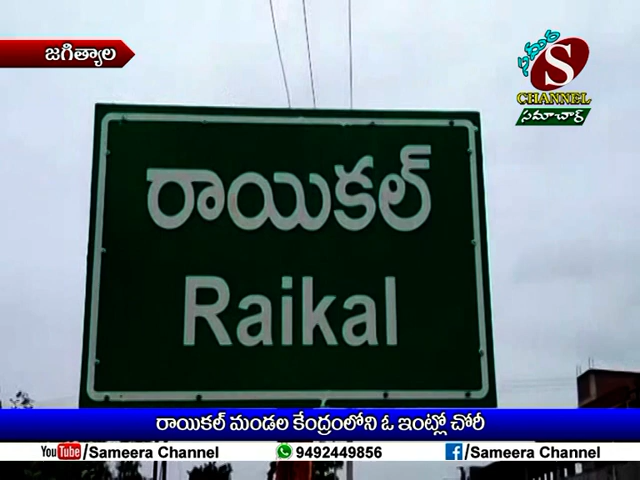 జగిత్యాల
సమీర
S
CHANNEL
సమాచార్
రాయికల్
Raikal
రాయికల్ మండల కేంద్రంలోని ఓ ఇంట్లో చోరీ
YouTube /Sameera Channel 9492449856 f /Sameera Channel